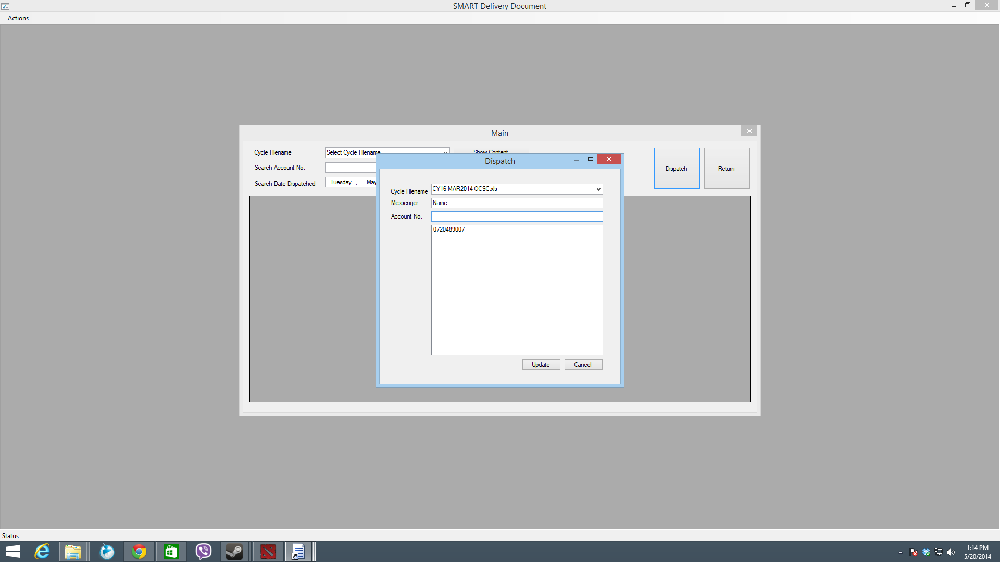 SMART Delivery Document
Actions
Main
Cycle Filename
Select Cycle Filename
Show Content
Search Account No.
Search Date Dispatched
Tuesday , May
Dispatch
Return
Dispatch
Cycle Filename
CY16-MAR2014-OCSC.xls
Messenger
Name
Account No.
0720489007
Update
Cancel
Status
1:14 PM
5/20/2014